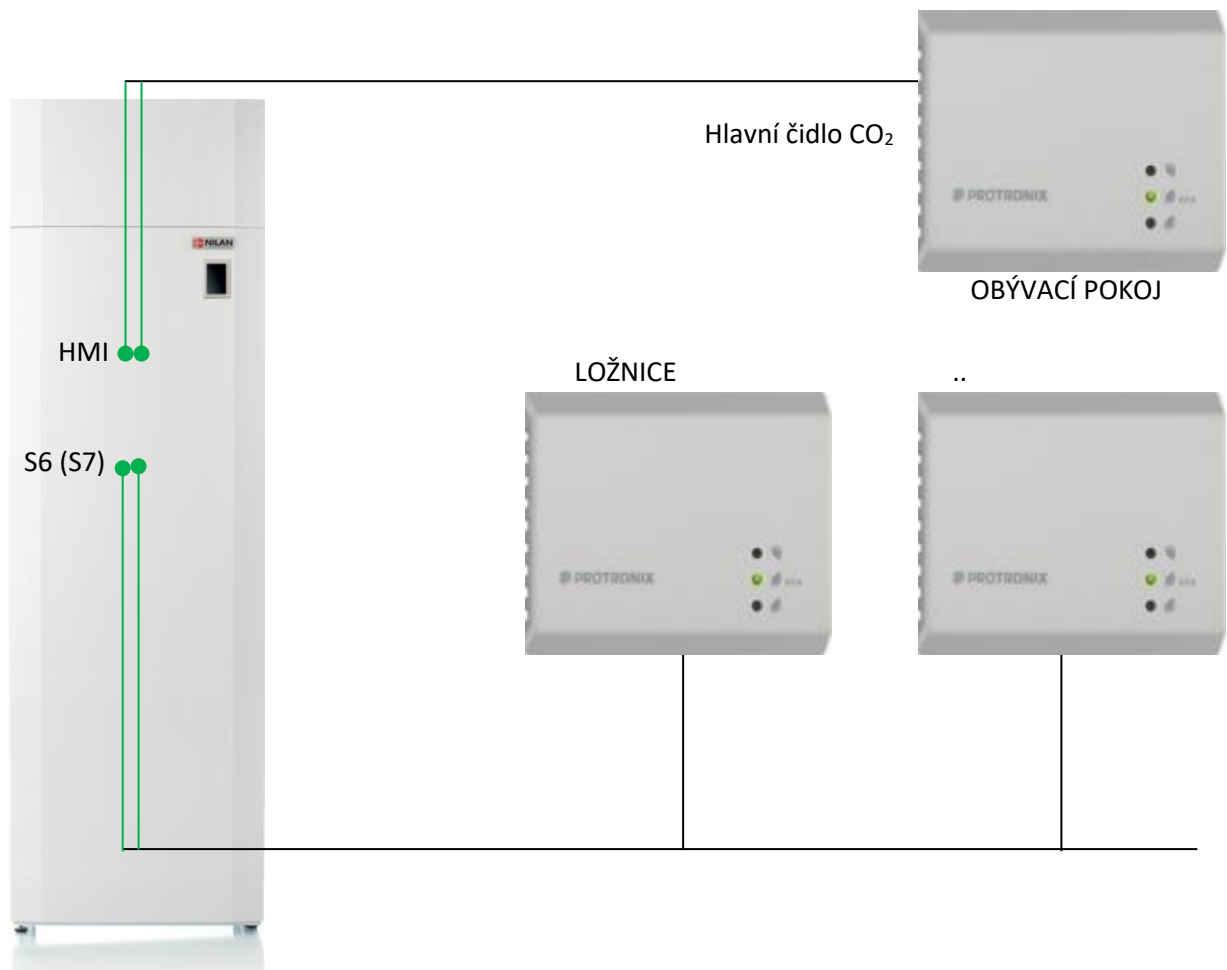 Hlavní čidlo CO₂
PROTRONIX
OBÝVACÍ POKOJ
NILAN
HMI
LOŽNICE
..
S6 (S7)
PROTRONIX
PROTRONIX